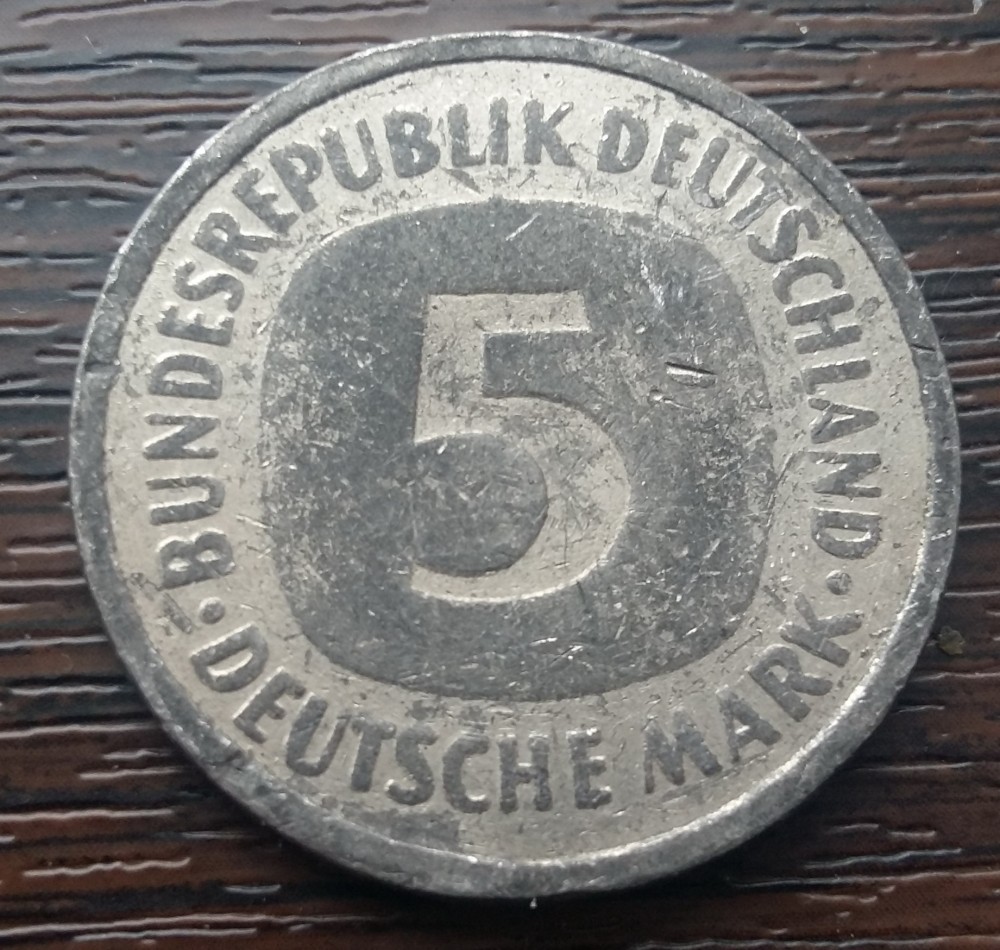 BUNDESREPUBLIK DEUTSCHLAND
5
· DEUTSCHE MARK ·